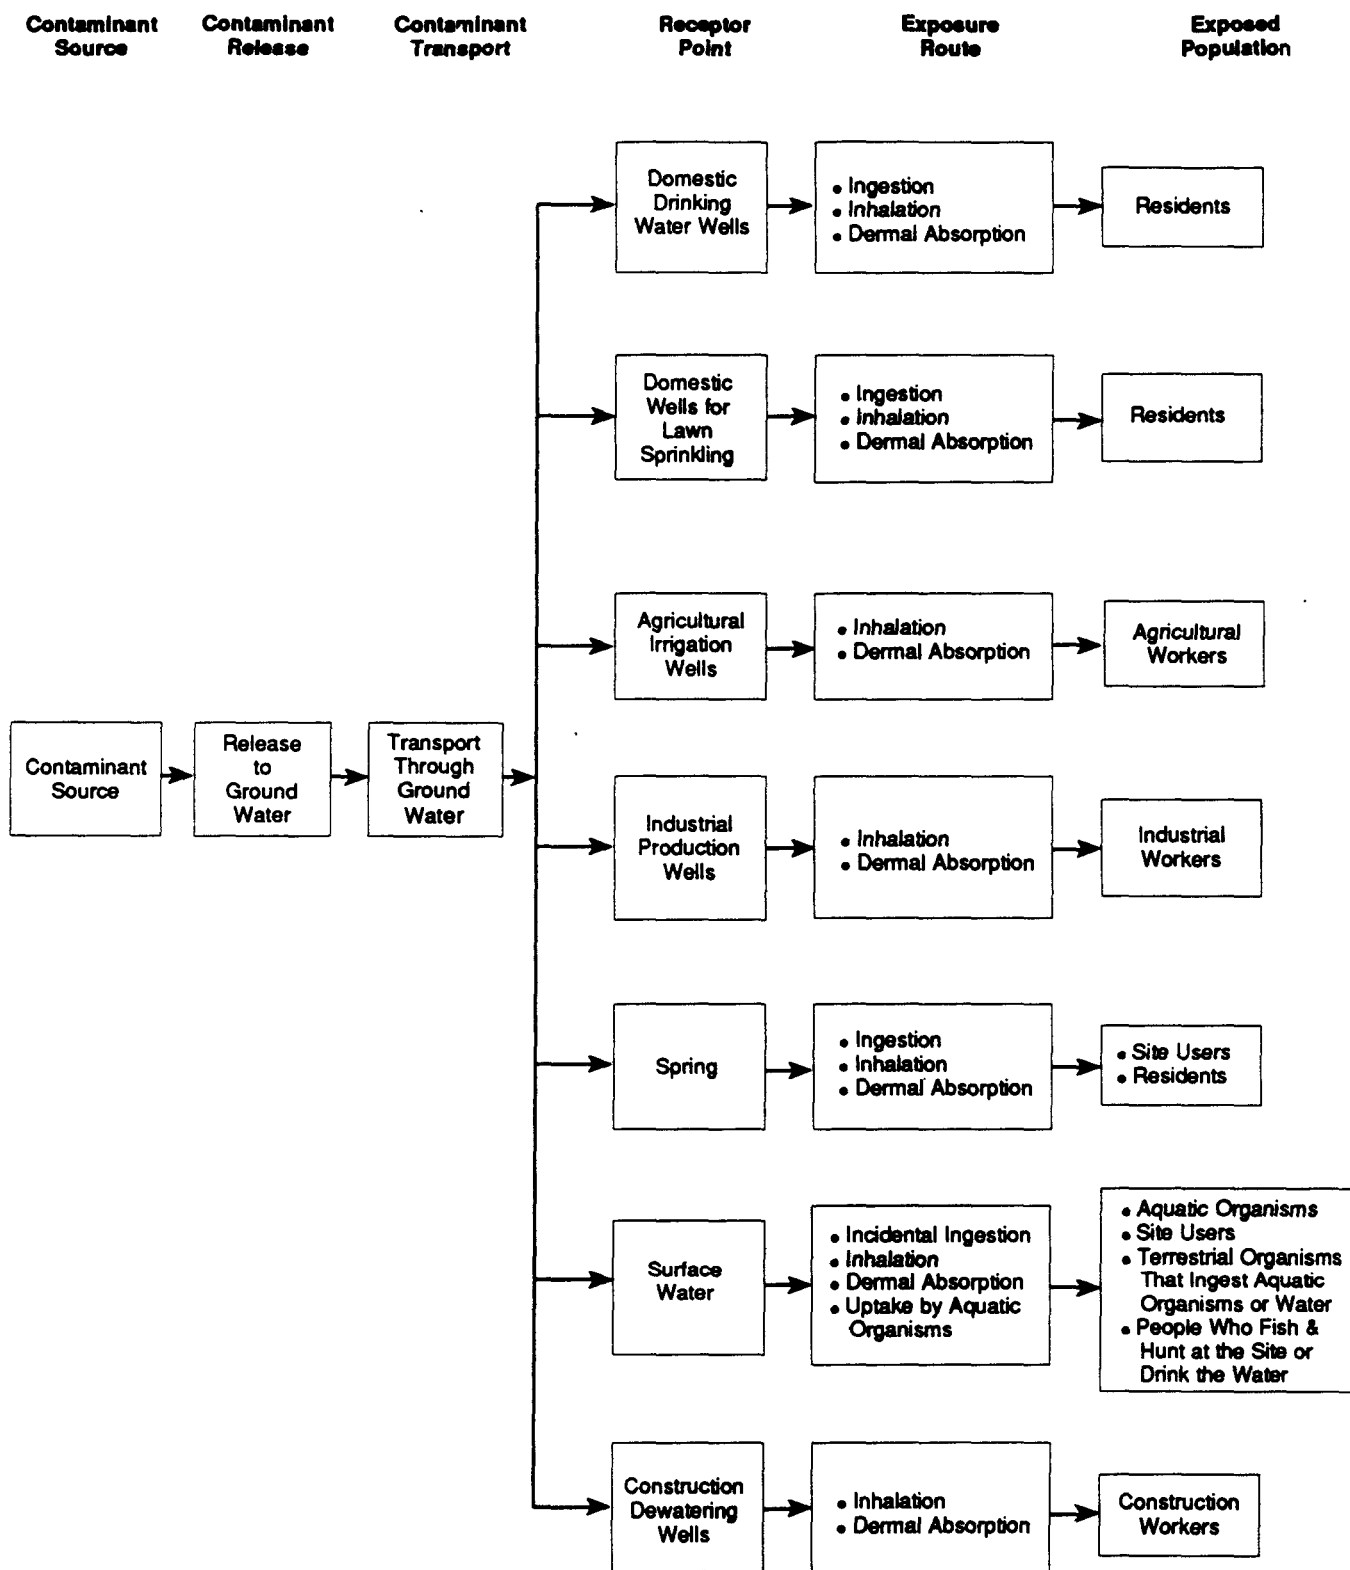 Contaminant
Source
Contaminant
Release
Contaminant
Transport
Receptor
Point
Exposure
Route
Exposed
Population
Domestic
Drinking
Water Wells
• Ingestion
• Inhalation
• Dermal Absorption
Residents
Domestic
Wells for
Lawn
Sprinkling
• Ingestion
• Inhalation
• Dermal Absorption
Residents
Agricultural
Irrigation
Wells
• Inhalation
• Dermal Absorption
Agricultural
Workers
Contaminant
Source
Release
to
Ground
Water
Transport
Through
Ground
Water
Industrial
Production
Wells
• Inhalation
• Dermal Absorption
Industrial
Workers
Spring
• Ingestion
• Inhalation
• Dermal Absorption
• Site Users
• Residents
Surface
Water
• Incidental Ingestion
• Inhalation
• Dermal Absorption
• Uptake by Aquatic
Organisms
• Aquatic Organisms
• Site Users
• Terrestrial Organisms
That Ingest Aquatic
Organisms or Water
• People Who Fish &
Hunt at the Site or
Drink the Water
Construction
Dewatering
Wells
• Inhalation
• Dermal Absorption
Construction
Workers